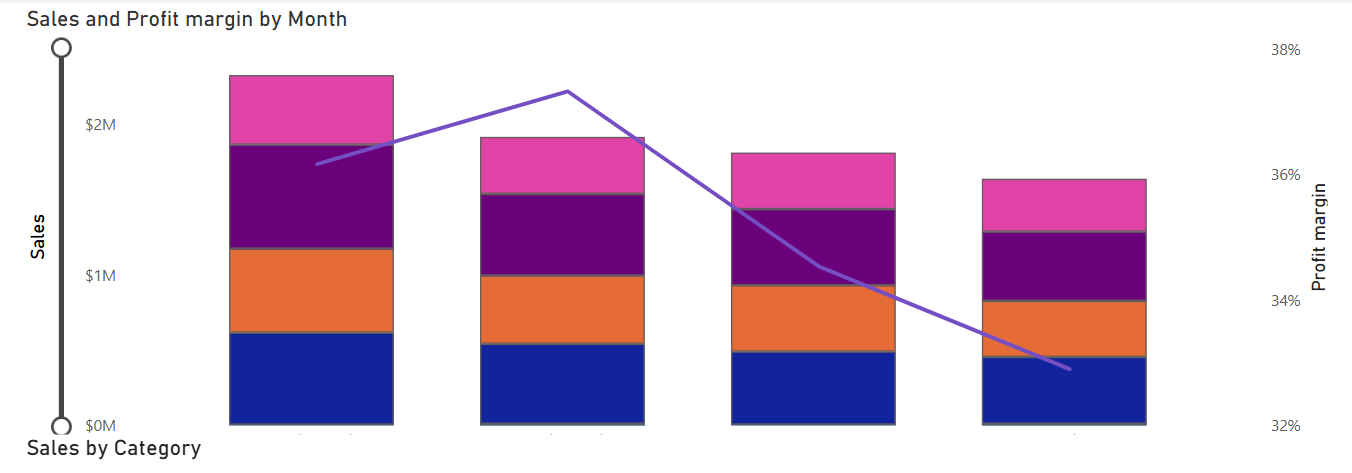 Sales and Profit margin by Month
38%
$2M
36%
Sales
Profit margin
$1M
34%
$0M
32%
Sales by Category